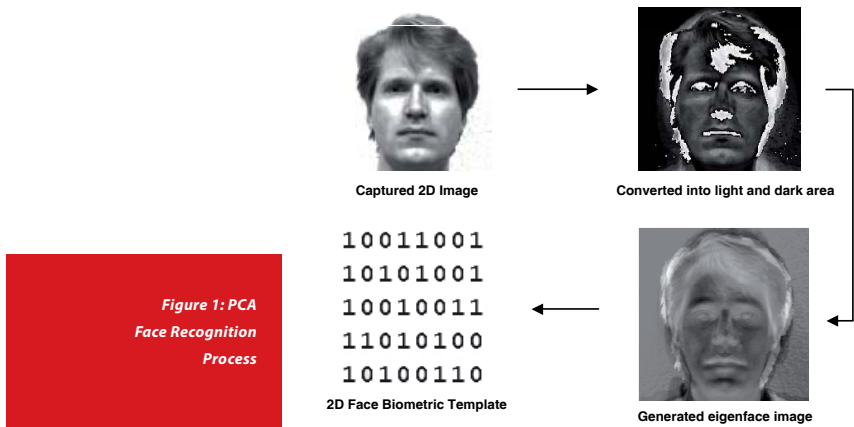 Captured 2D Image
Converted into light and dark area
10011001
10101001
10010011
11010100
10100110
2D Face Biometric Template
Generated eigenface image
Figure 1: PCA
Face Recognition
Process